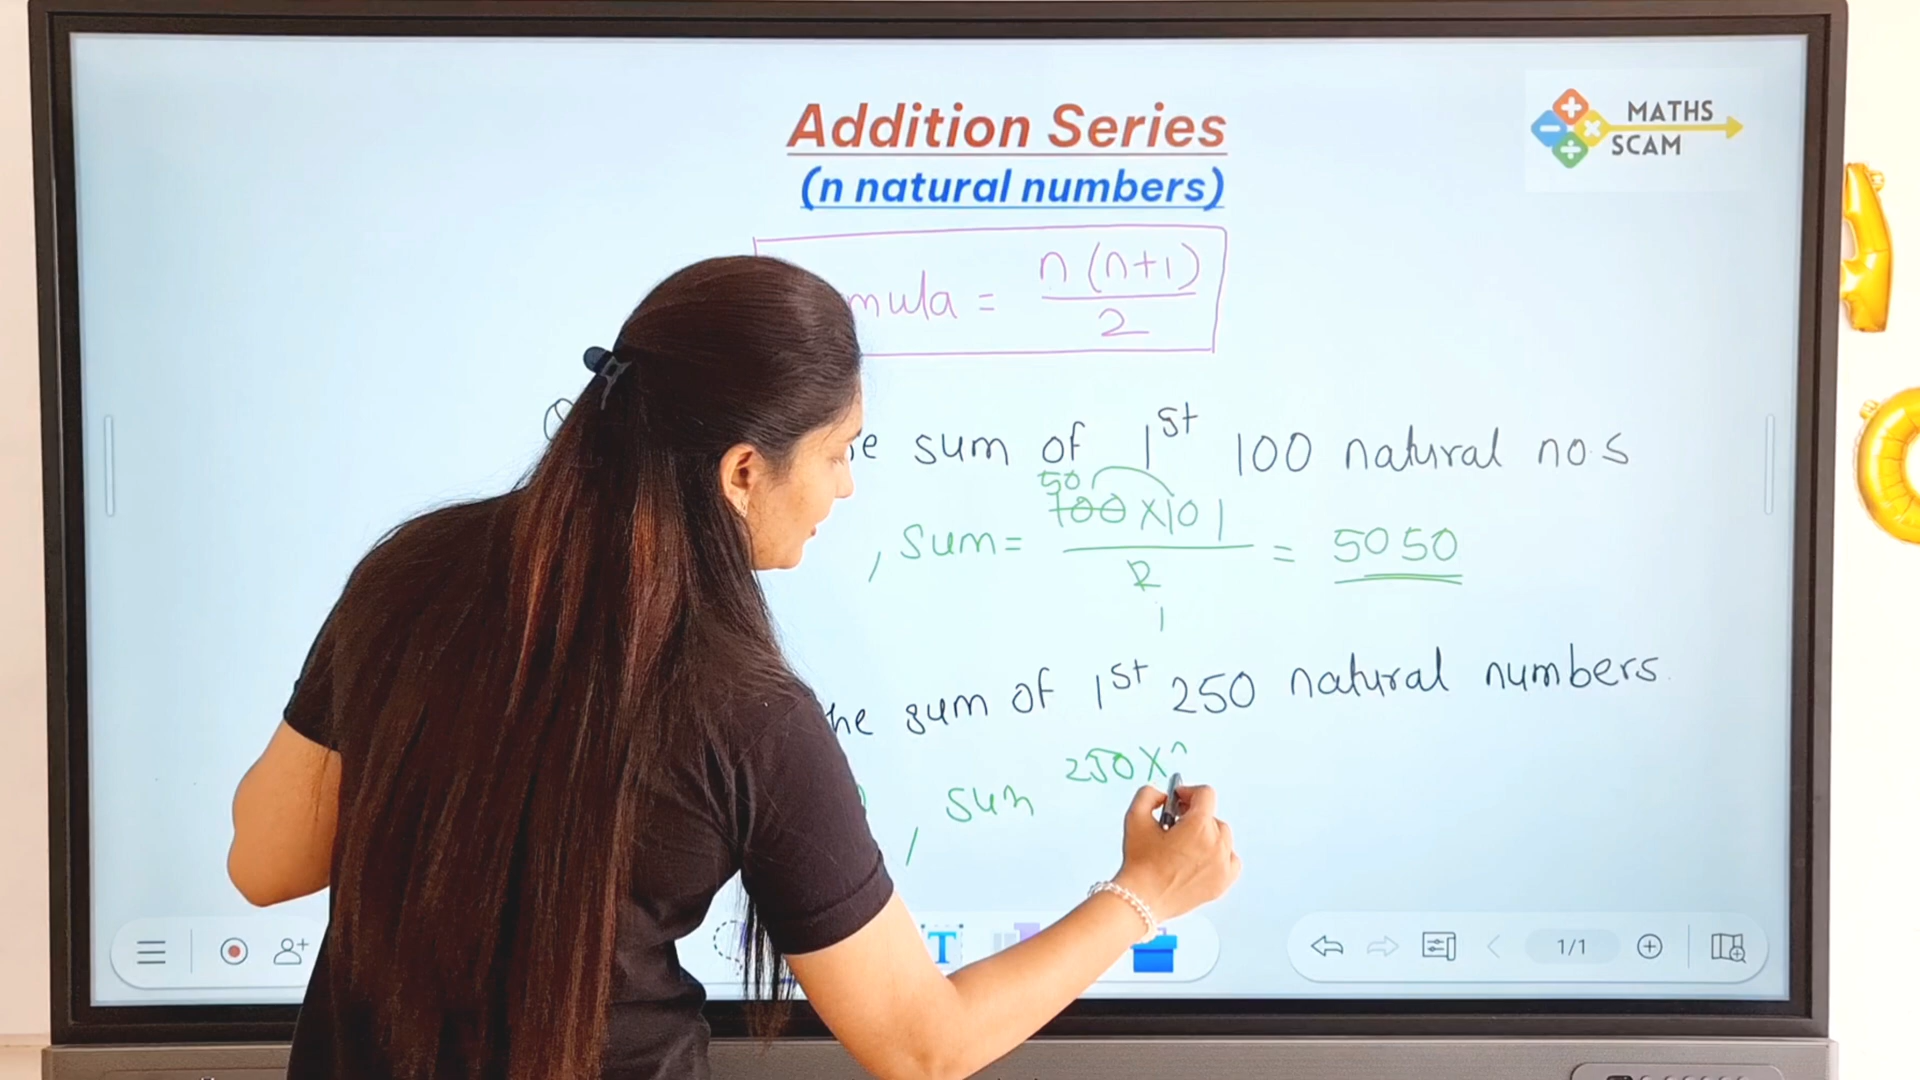 Addition Series
(n natural numbers)
MATHS
SCAM
mula = n (n+1)
2
e sum of 1st 100 natural no.s
50
, Sum = 100 X 101 = 5050
2
1
he sum of 1st 250 natural numbers.
, sum 250 X
T
1/1